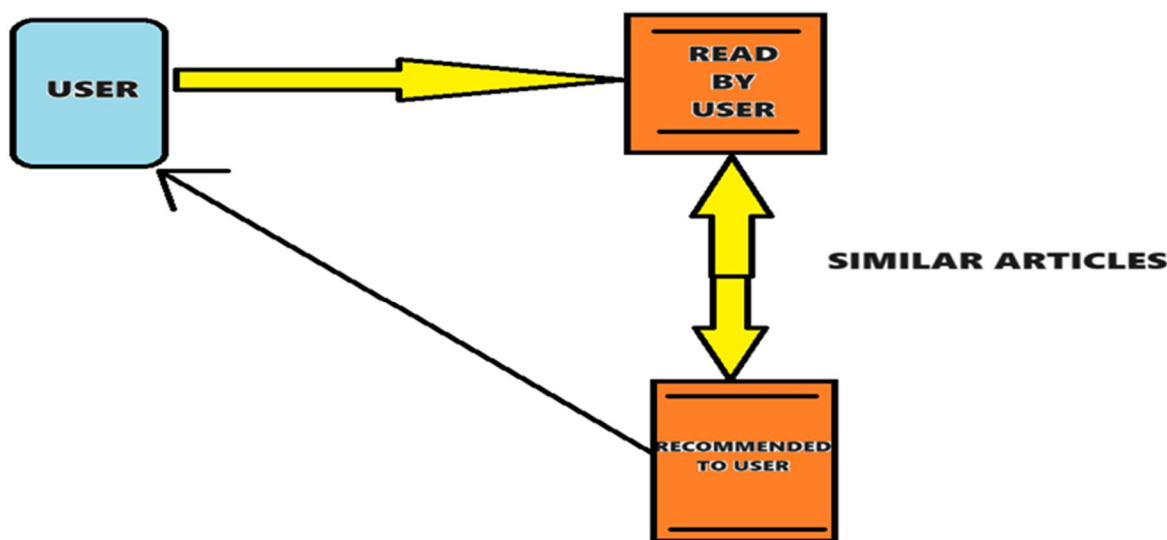 USER
READ
BY
USER
SIMILAR ARTICLES
RECOMMENDED
TO USER